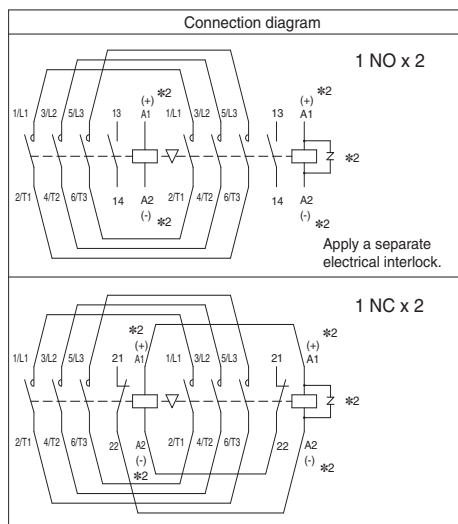 Connection diagram
1 NO x 2
*2
*2
(+)
(+)
1/L1 3/L2 5/L3 13 A1 1/L1 3/L2 5/L3 13 A1
*2
2/T1 4/T2 6/T3 14 A2 2/T1 4/T2 6/T3 14 A2
(-)
(-)
*2
*2
Apply a separate
electrical interlock.
1 NC x 2
*2
*2
(+)
(+)
1/L1 3/L2 5/L3 21 A1 1/L1 3/L2 5/L3 21 A1
*2
2/T1 4/T2 6/T3 22 A2 2/T1 4/T2 6/T3 22 A2
(-)
(-)
*2
*2